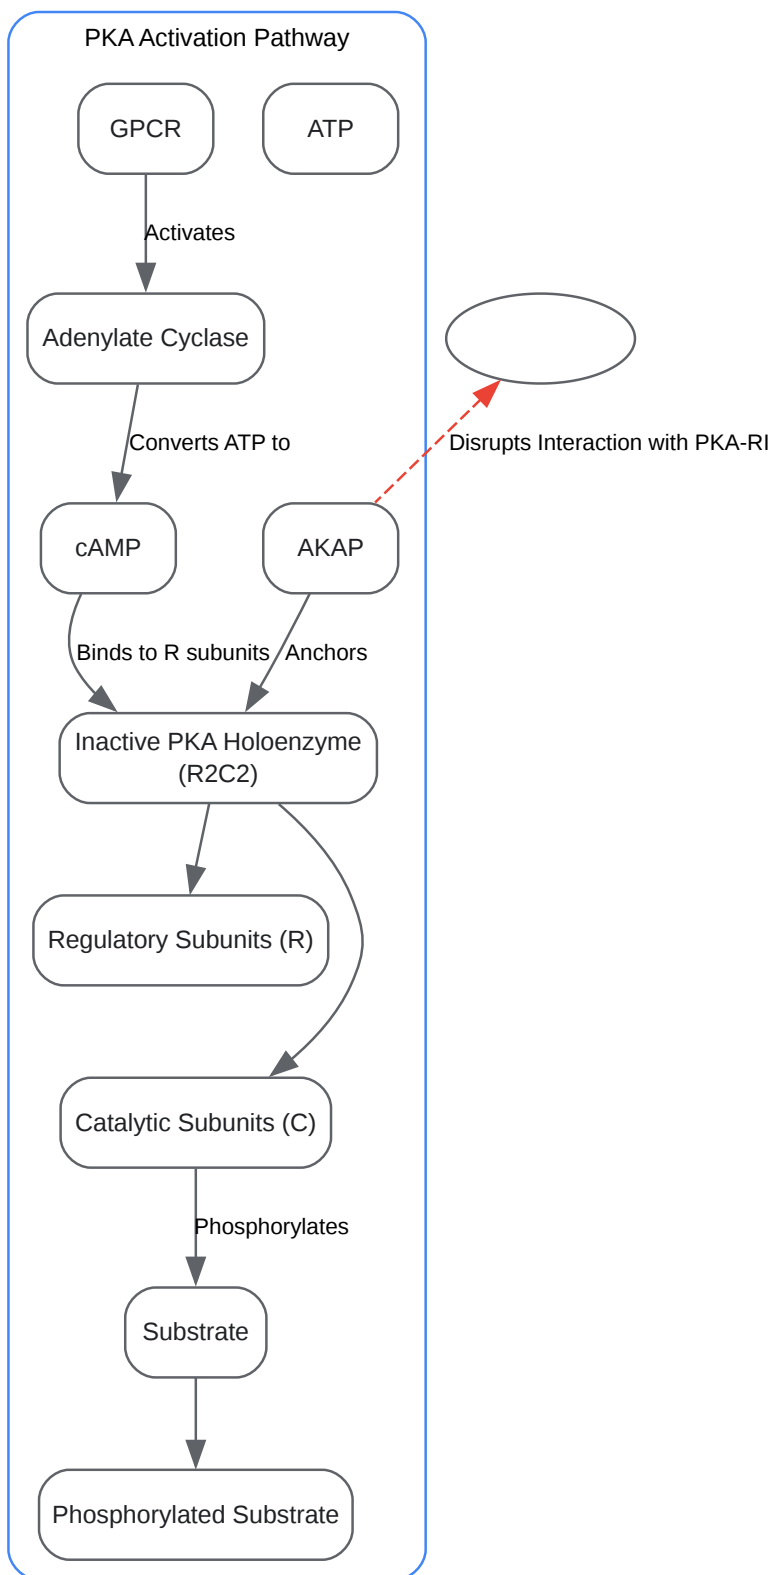 PKA Activation Pathway
GPCR
ATP
Activates
Adenylate Cyclase
Converts ATP to
Disrupts Interaction with PKA-RI
cAMP
AKAP
Binds to R subunits
Anchors
Inactive PKA Holoenzyme
(R2C2)
Regulatory Subunits (R)
Catalytic Subunits (C)
Phosphorylates
Substrate
Phosphorylated Substrate